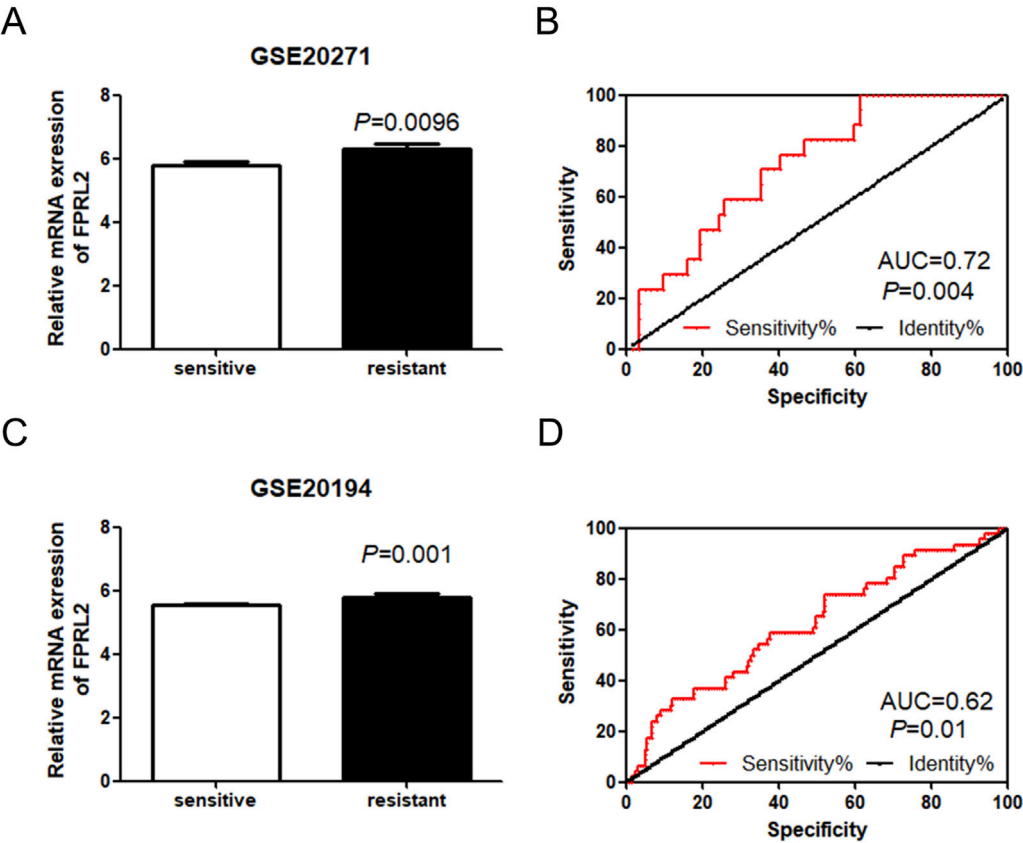 A
GSE20271
Relative mRNA exression
of FPRL2
8
6
4
2
0
P=0.0096
sensitive
resistant
B
Sensitivity
100
80
60
40
20
0
AUC=0.72
P=0.004
Sensitivity%
Identity%
0 20 40 60 80 100
Specificity
C
GSE20194
Relative mRNA exression
of FPRL2
8
6
4
2
0
P=0.001
sensitive
resistant
D
Sensitivity
100
80
60
40
20
0
AUC=0.62
P=0.01
Sensitivity%
Identity%
0 20 40 60 80 100
Specificity